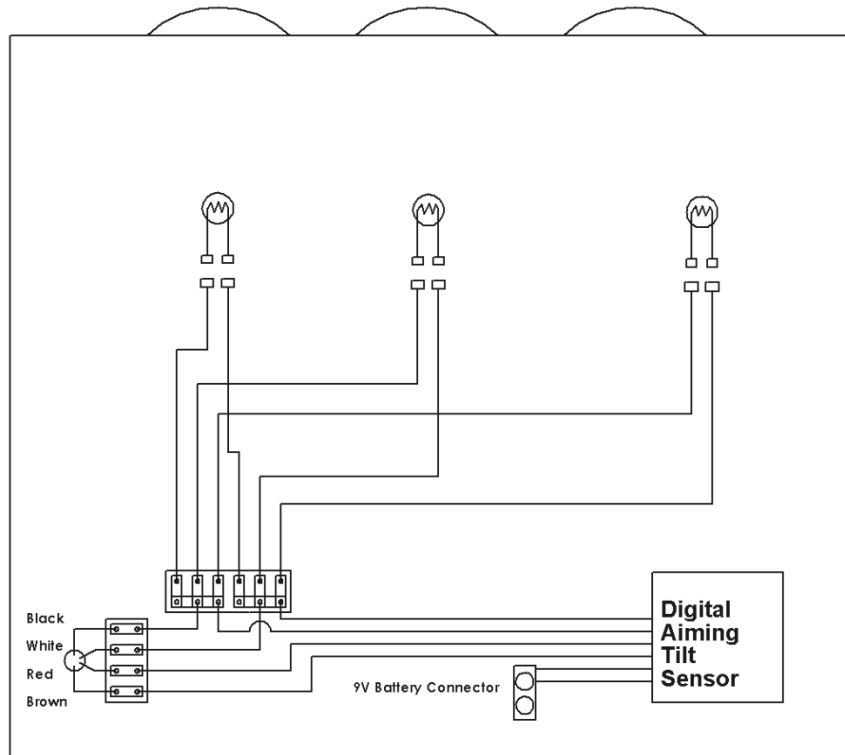 Black
White
Red
Brown
9V Battery Connector
Digital
Aiming
Tilt
Sensor